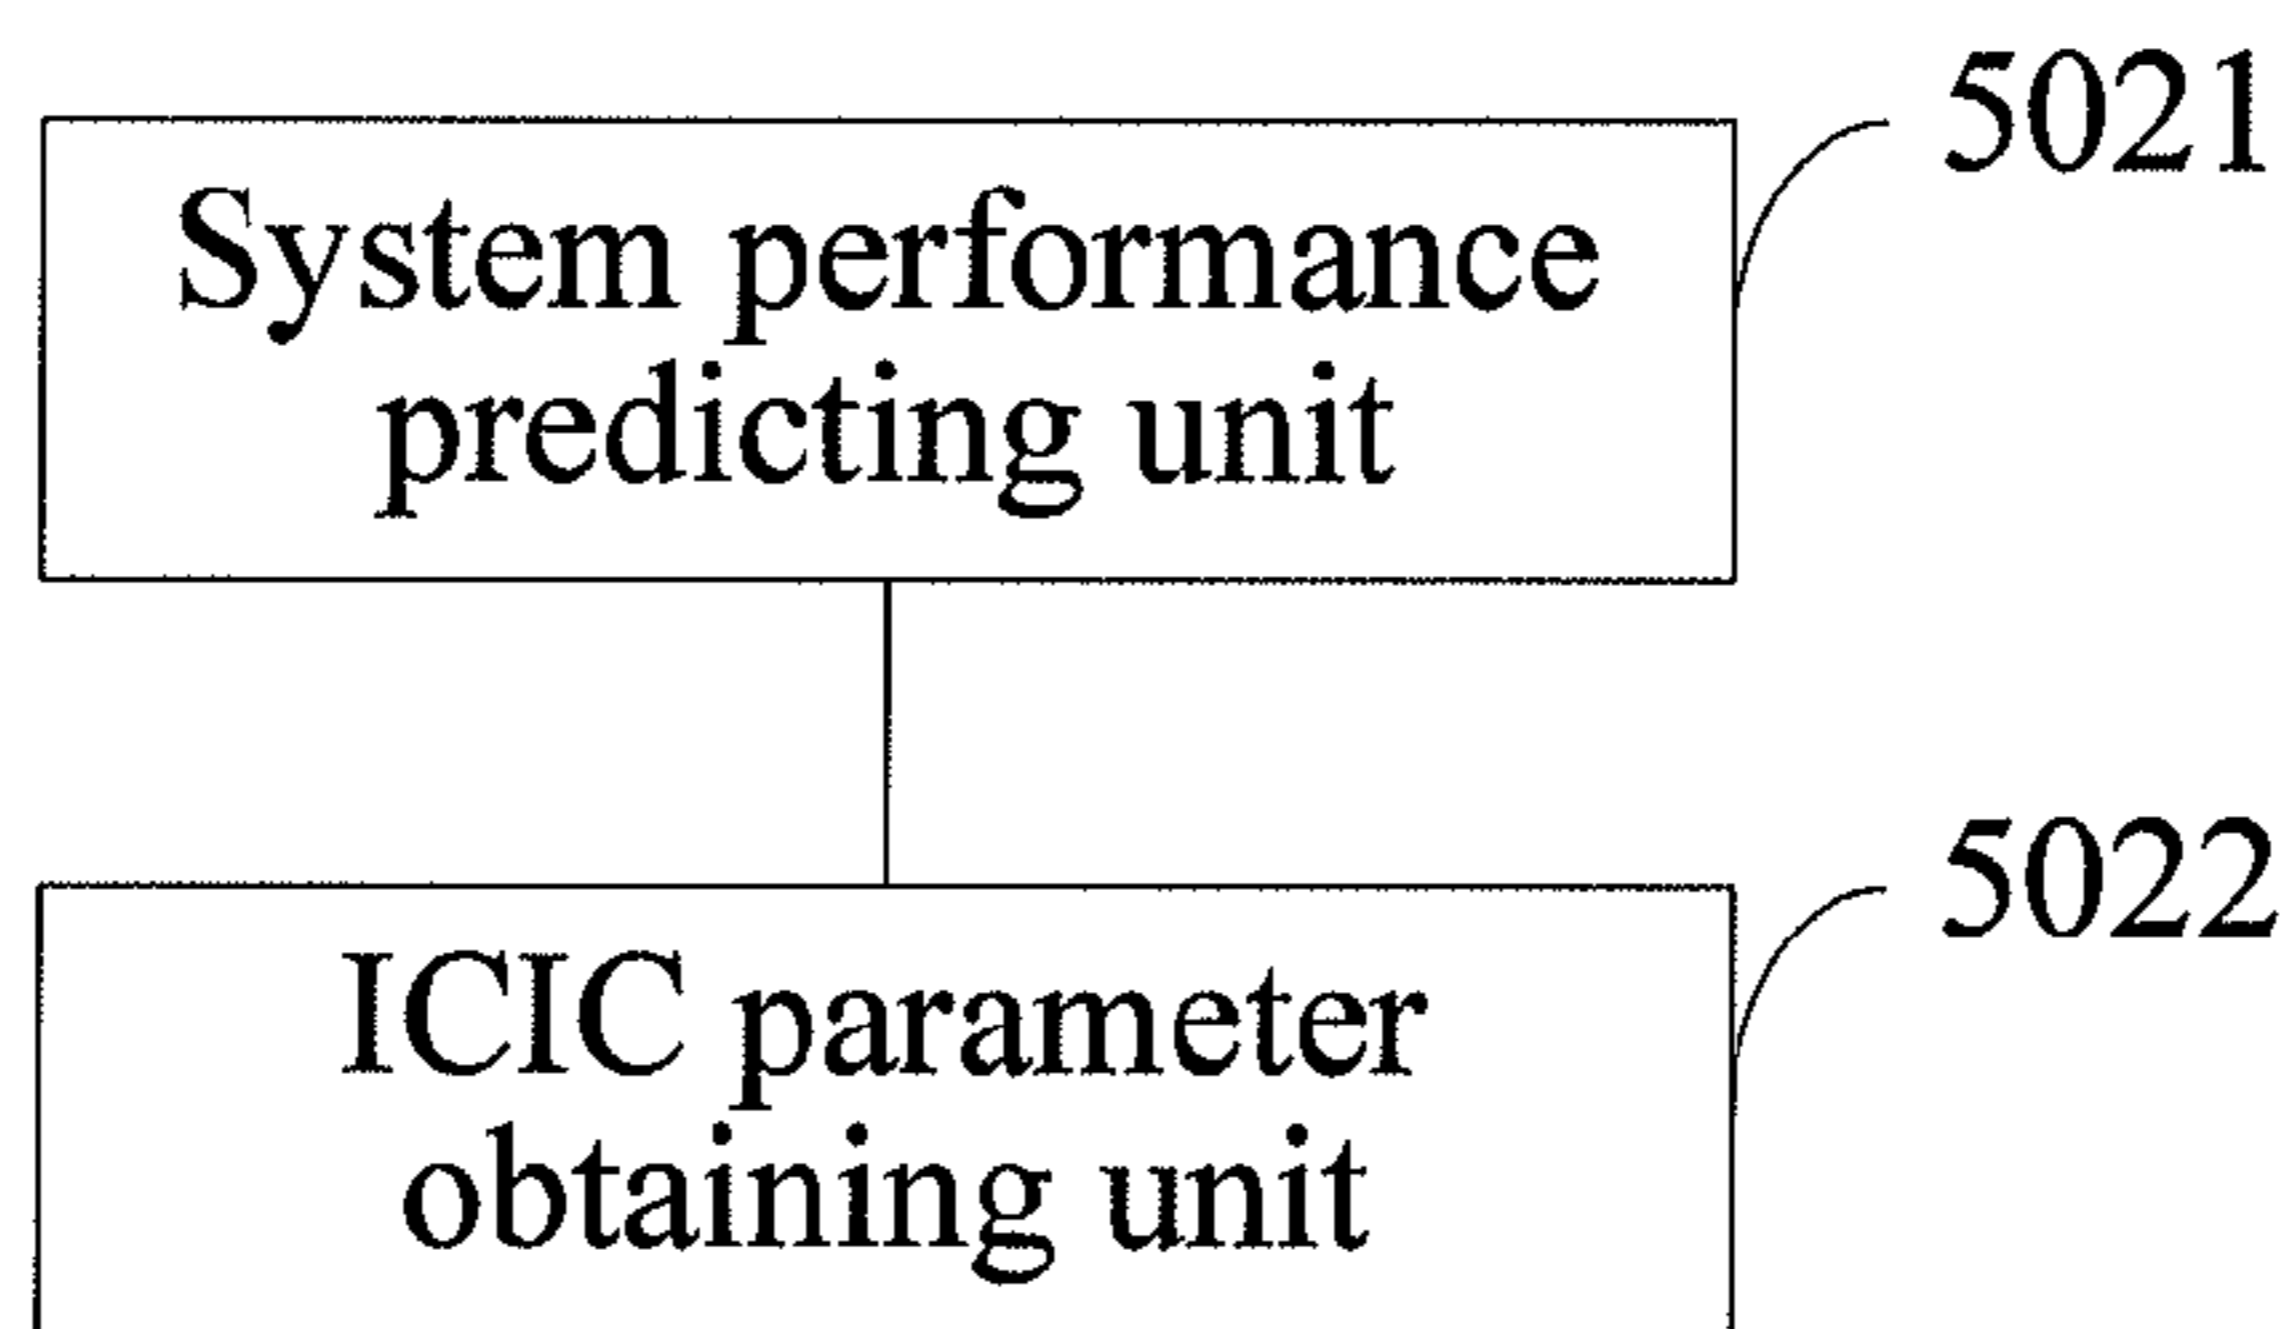 5021
System performance
predicting unit
5022
ICIC parameter
obtaining unit